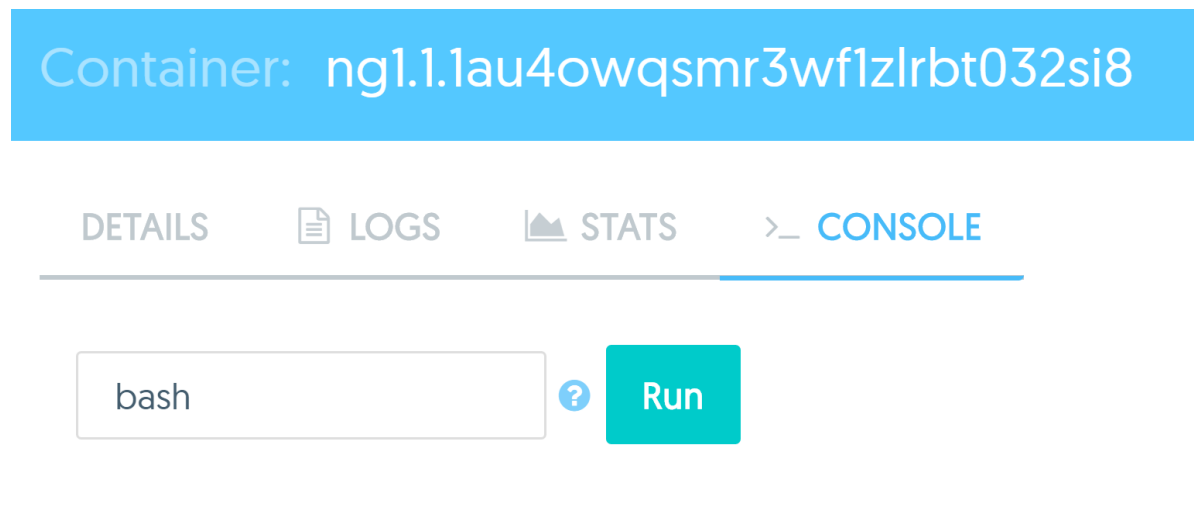 Container: ng1.1.1au4owqsmr3wf1zlrbt032si8
DETAILS LOGS STATS >_ CONSOLE
bash ? Run